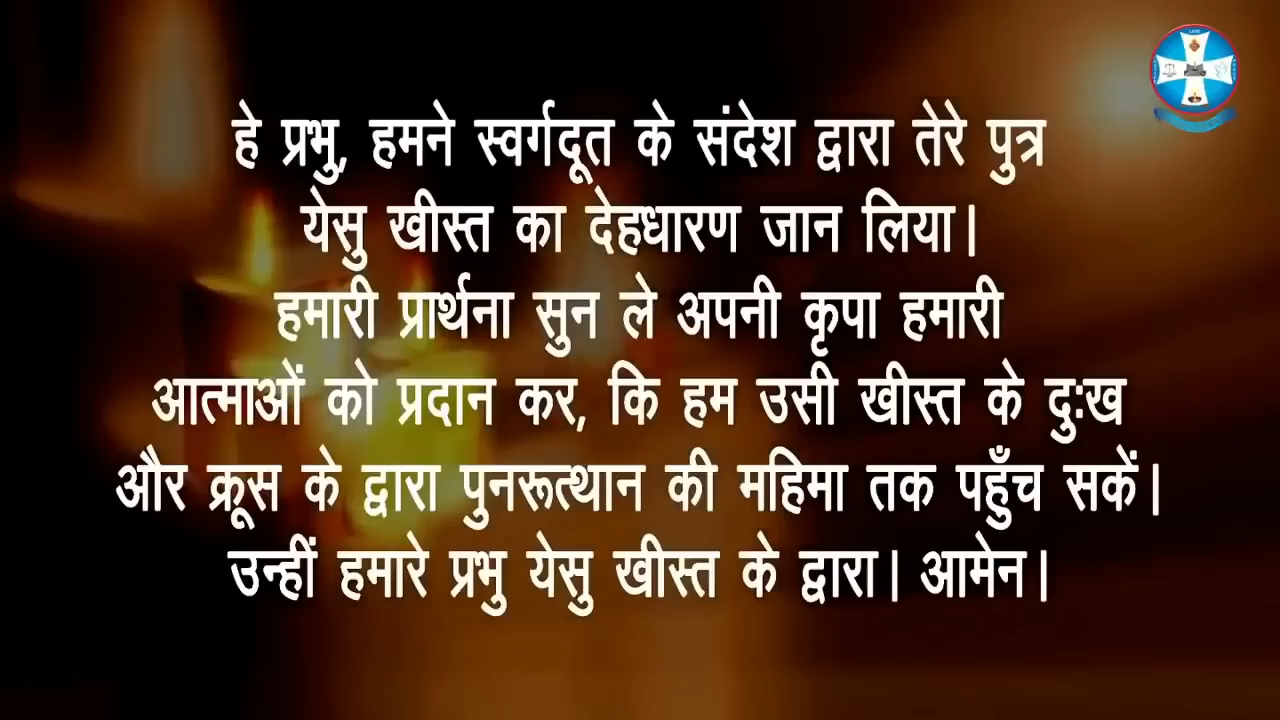 हे प्रभु, हमने स्वर्गदूत के संदेश द्वारा तेरे पुत्र
येसु खीस्त का देहधारण जान लिया|
हमारी प्रार्थना सुन ले अपनी कृपा हमारी
आत्माओं को प्रदान कर, कि हम उसी खीस्त के दुःख
और क्रूस के द्वारा पुनरूत्थान की महिमा तक पहुँच सकें|
उन्हीं हमारे प्रभु येसु खीस्त के द्वारा| आमेन|